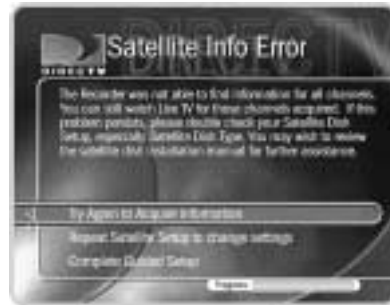 DIRECTV
Satellite Info Error
DIRECTV
The Recorder was not able to find information for all channels.
You can still watch Live TV for those channels acquired. If this
problem persists, please double check your Satellite Dish
Setup, especially Satellite Dish Type. You may wish to review
the satellite dish installation manual for further assistance.
Try Again to Acquire Information
Repeat Satellite Setup to change settings
Complete Guided Setup
Progress